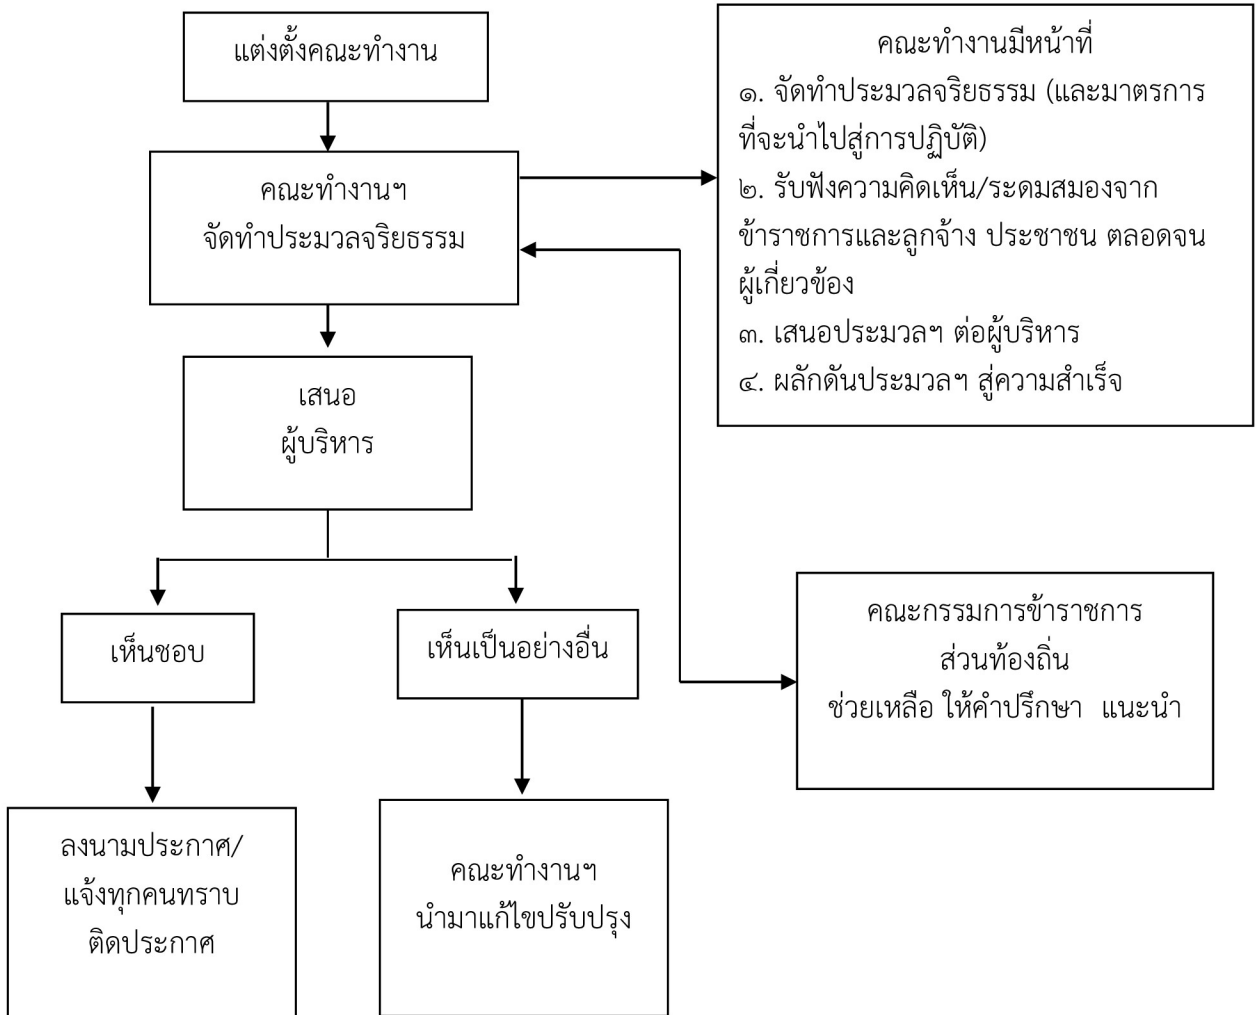 แต่งตั้งคณะทำงาน
คณะทำงานฯ
จัดทำประมวลจริยธรรม
คณะทำงานมีหน้าที่
๑. จัดทำประมวลจริยธรรม (และมาตรการ
ที่จะนำไปสู่การปฏิบัติ)
๒. รับฟังความคิดเห็น/ระดมสมองจาก
ข้าราชการและลูกจ้าง ประชาชน ตลอดจน
ผู้เกี่ยวข้อง
๓. เสนอประมวลฯ ต่อผู้บริหาร
๔. ผลักดันประมวลฯ สู่ความสำเร็จ
เสนอ
ผู้บริหาร
เห็นชอบ
เห็นเป็นอย่างอื่น
คณะกรรมการข้าราชการ
ส่วนท้องถิ่น
ช่วยเหลือ ให้คำปรึกษา แนะนำ
ลงนามประกาศ/
แจ้งทุกคนทราบ
ติดประกาศ
คณะทำงานฯ
นำมาแก้ไขปรับปรุง